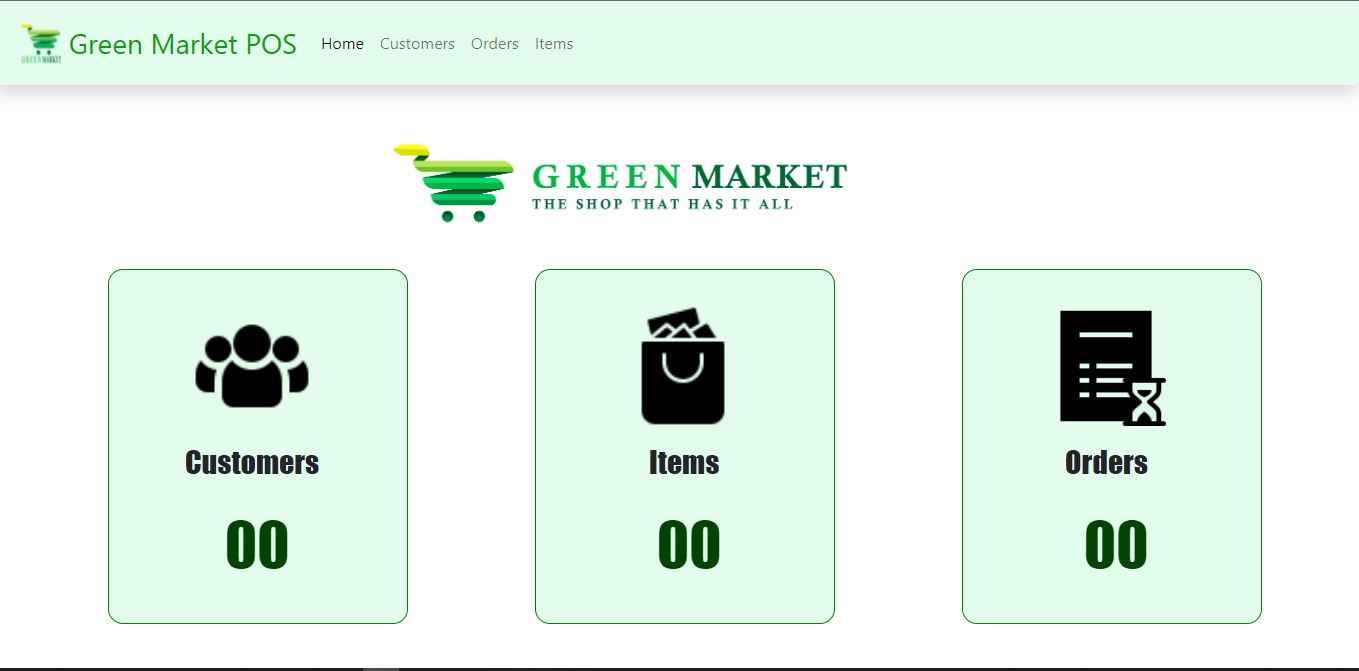 GREEN MARKET
Green Market POS
Home
Customers
Orders
Items
GREEN MARKET
THE SHOP THAT HAS IT ALL
Customers
00
Items
00
Orders
00